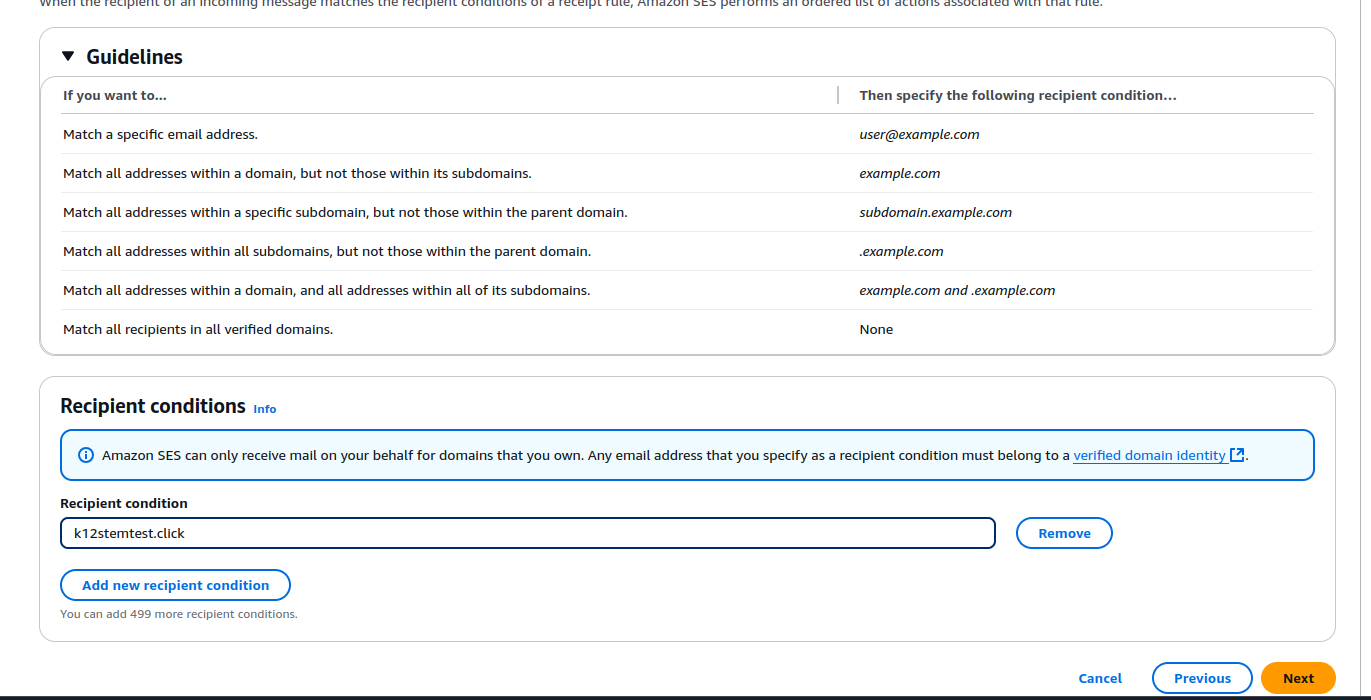 When the recipient of an incoming message matches the recipient conditions of a receipt rule, Amazon SES performs an ordered list of actions associated with that rule.
Guidelines
If you want to... Then specify the following recipient condition...
Match a specific email address. user@example.com
Match all addresses within a domain, but not those within its subdomains. example.com
Match all addresses within a specific subdomain, but not those within the parent domain. subdomain.example.com
Match all addresses within all subdomains, but not those within the parent domain. .example.com
Match all addresses within a domain, and all addresses within all of its subdomains. example.com and .example.com
Match all recipients in all verified domains. None
Recipient conditions Info
Amazon SES can only receive mail on your behalf for domains that you own. Any email address that you specify as a recipient condition must belong to a verified domain identity.
Recipient condition
k12stemtest.click Remove
Add new recipient condition
You can add 499 more recipient conditions.
Cancel Previous Next